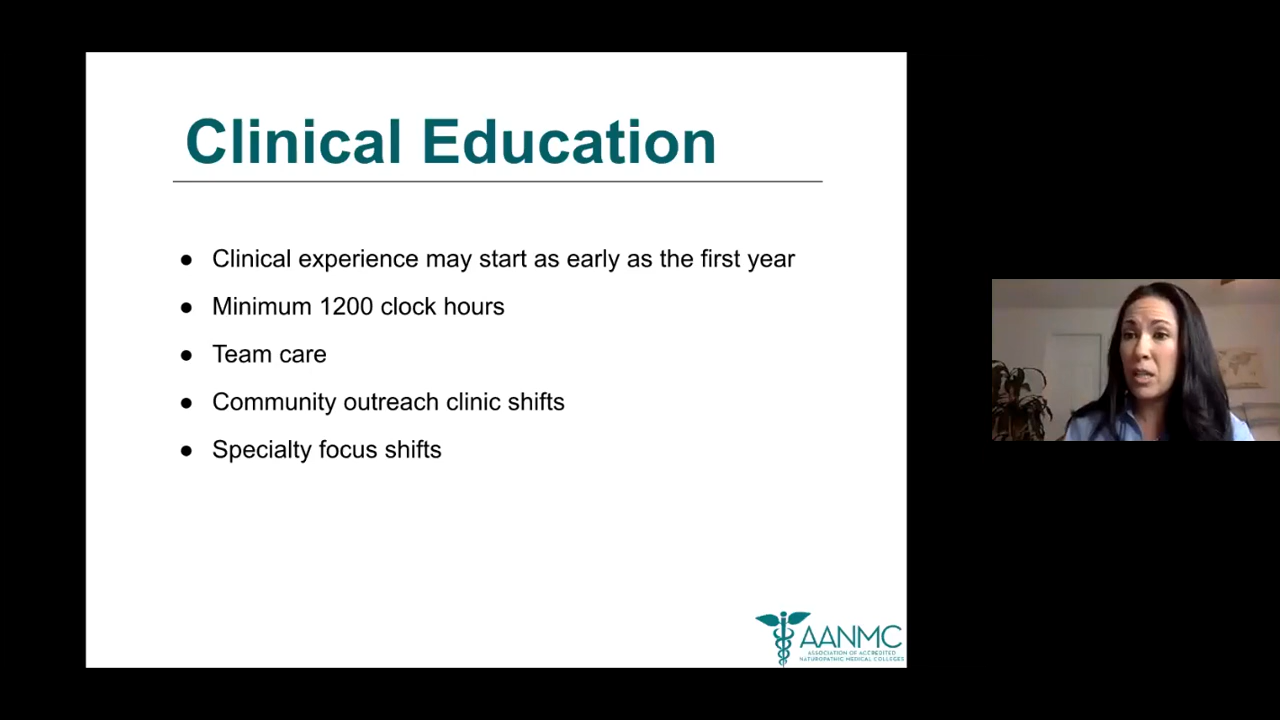 Clinical Education
● Clinical experience may start as early as the first year
● Minimum 1200 clock hours
● Team care
● Community outreach clinic shifts
● Specialty focus shifts
AANMC
ASSOCIATION OF ACCREDITED
NATUROPATHIC MEDICAL COLLEGES